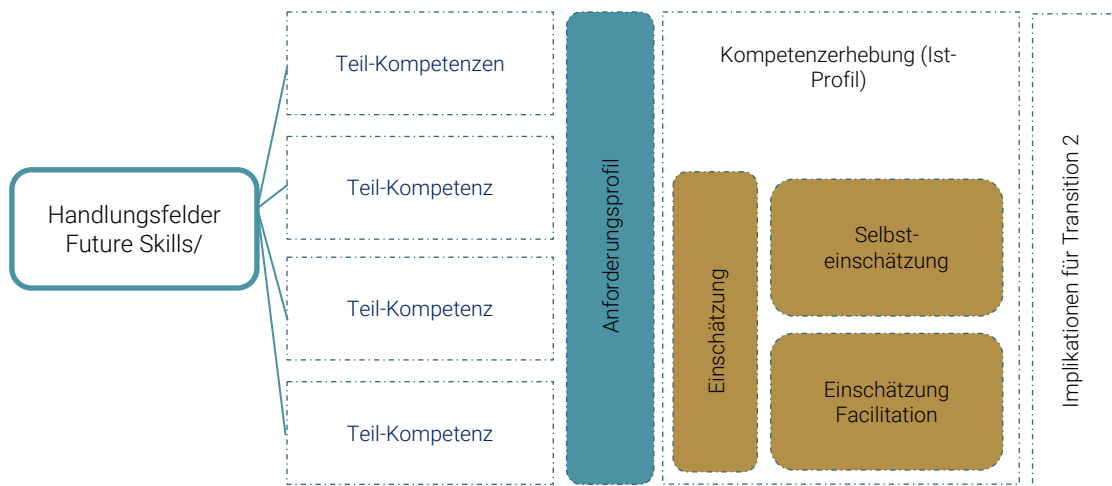 Handlungsfelder
Future Skills/
Teil-Kompetenzen
Teil-Kompetenz
Teil-Kompetenz
Teil-Kompetenz
Anforderungsprofil
Kompetenzerhebung (Ist-
Profil)
Einschätzung
Selbst-
einschätzung
Einschätzung
Facilitation
Implikationen für Transition 2